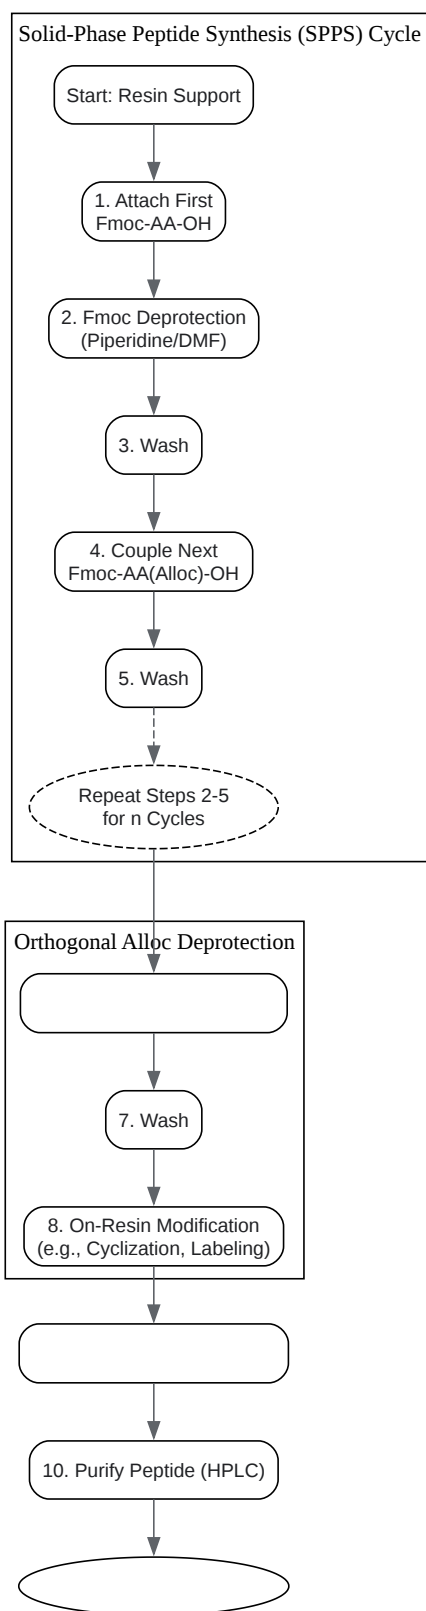 Solid-Phase Peptide Synthesis (SPPS) Cycle
Start: Resin Support
1. Attach First
Fmoc-AA-OH
2. Fmoc Deprotection
(Piperidine/DMF)
3. Wash
4. Couple Next
Fmoc-AA(Alloc)-OH
5. Wash
Repeat Steps 2-5
for n Cycles
Orthogonal Alloc Deprotection
7. Wash
8. On-Resin Modification
(e.g., Cyclization, Labeling)
10. Purify Peptide (HPLC)